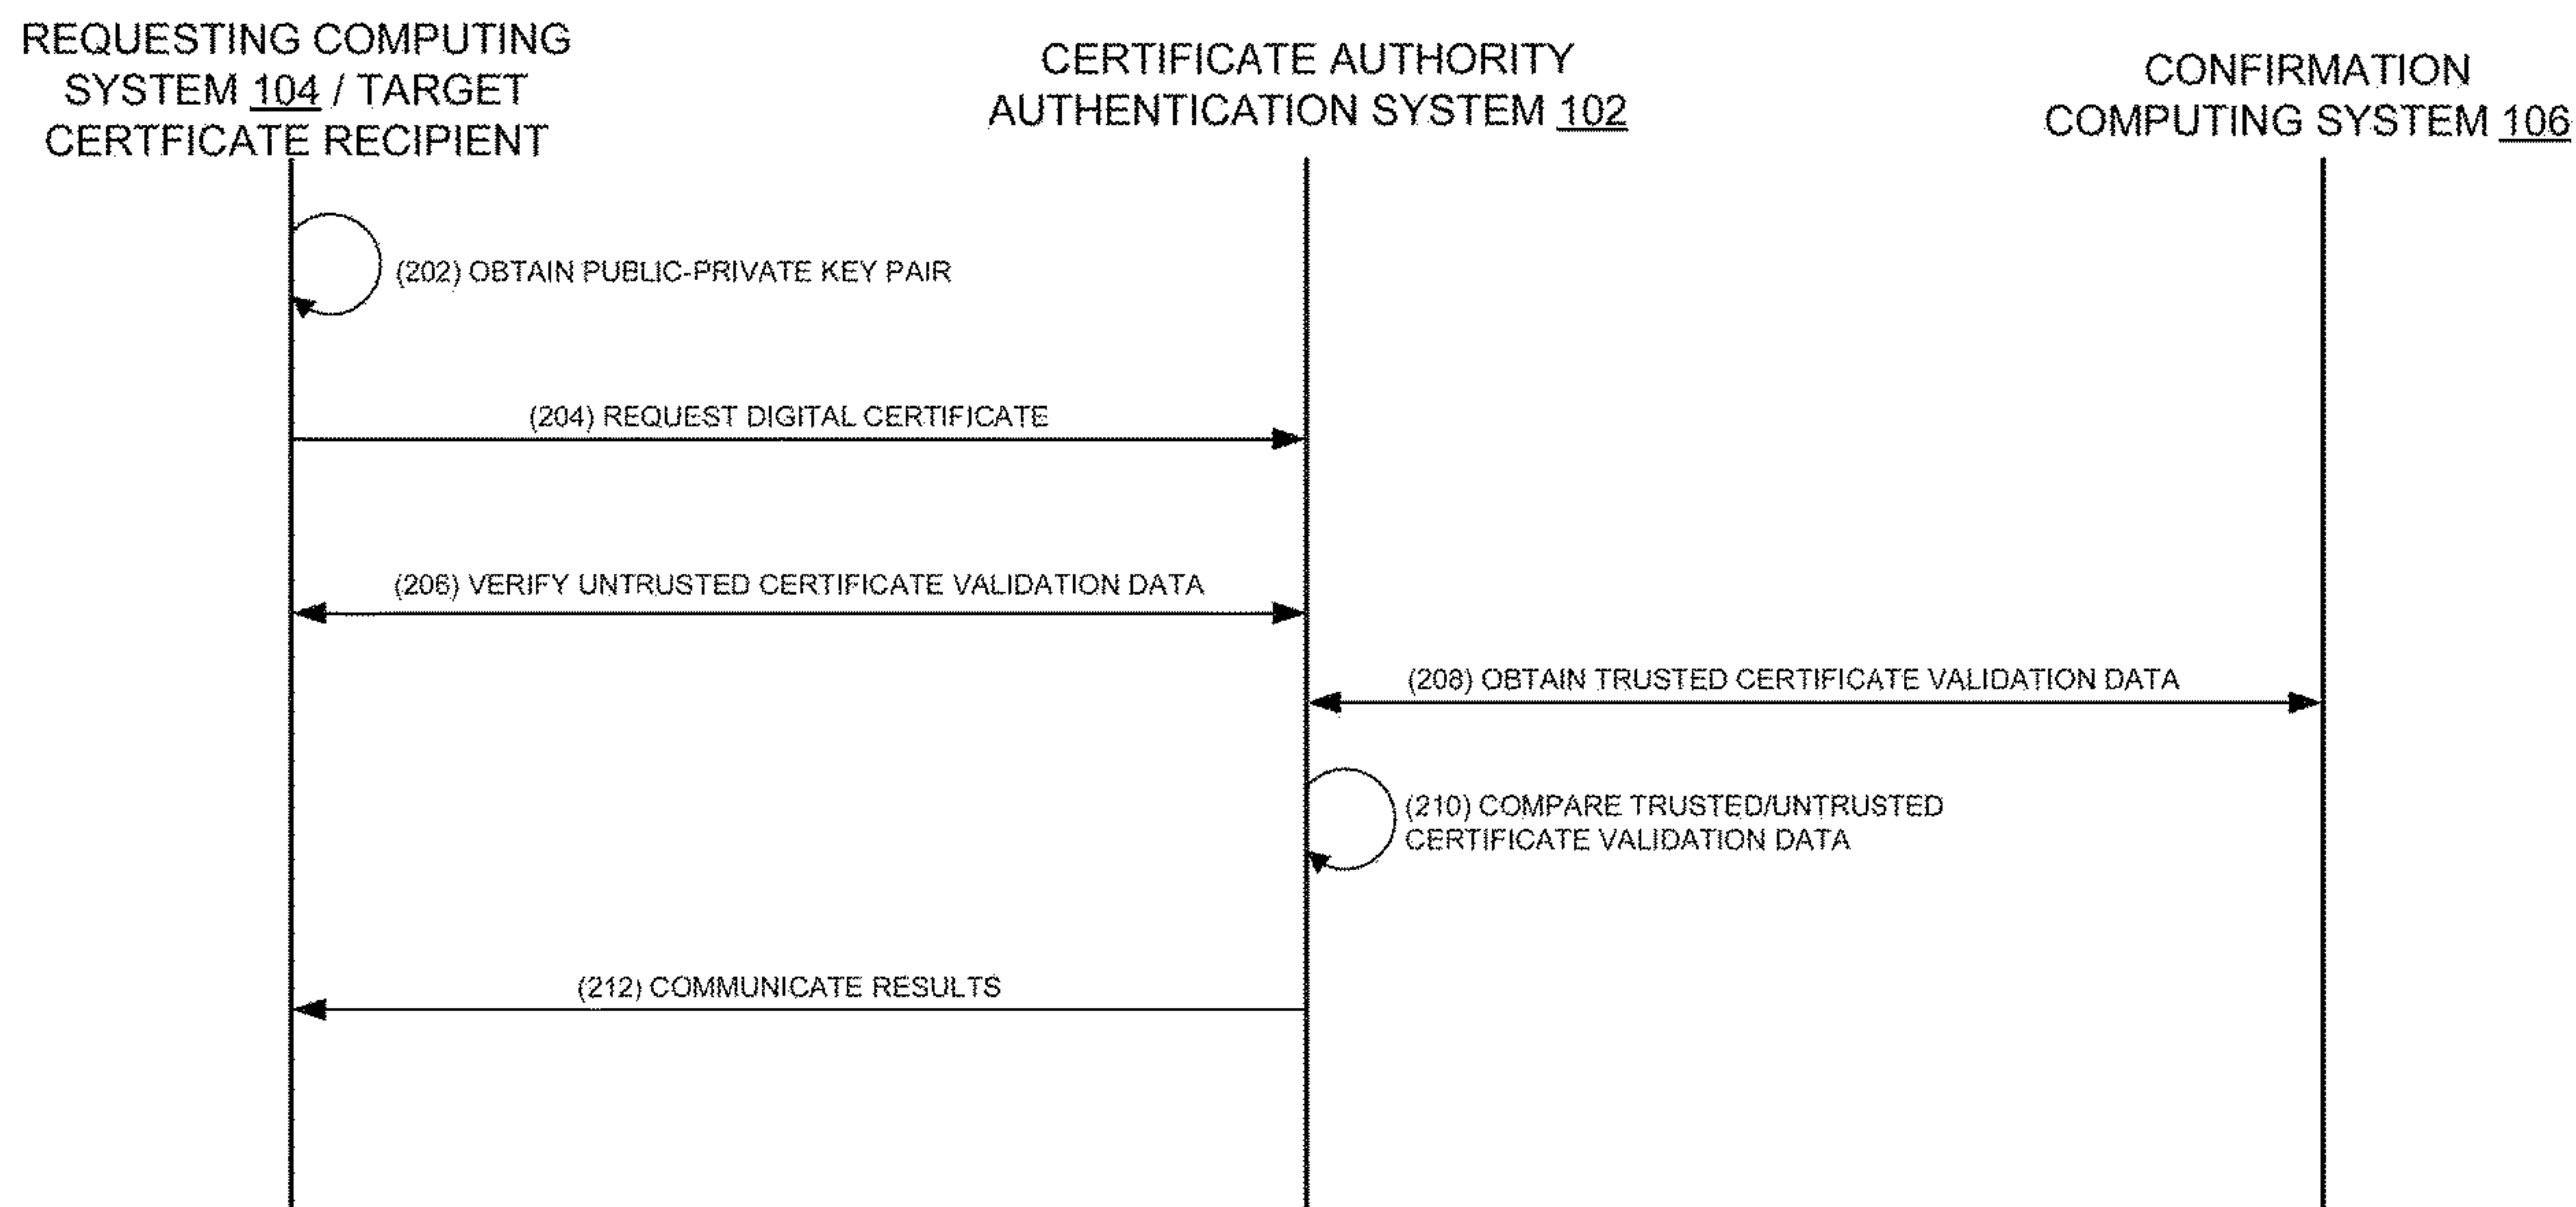 REQUESTING COMPUTING
SYSTEM 104 / TARGET
CERTFICATE RECIPIENT
CERTIFICATE AUTHORITY
AUTHENTICATION SYSTEM 102
CONFIRMATION
COMPUTING SYSTEM 106
(202) OBTAIN PUBLIC-PRIVATE KEY PAIR
(204) REQUEST DIGITAL CERTIFICATE
(206) VERIFY UNTRUSTED CERTIFICATE VALIDATION DATA
(208) OBTAIN TRUSTED CERTIFICATE VALIDATION DATA
(210) COMPARE TRUSTED/UNTRUSTED
CERTIFICATE VALIDATION DATA
(212) COMMUNICATE RESULTS